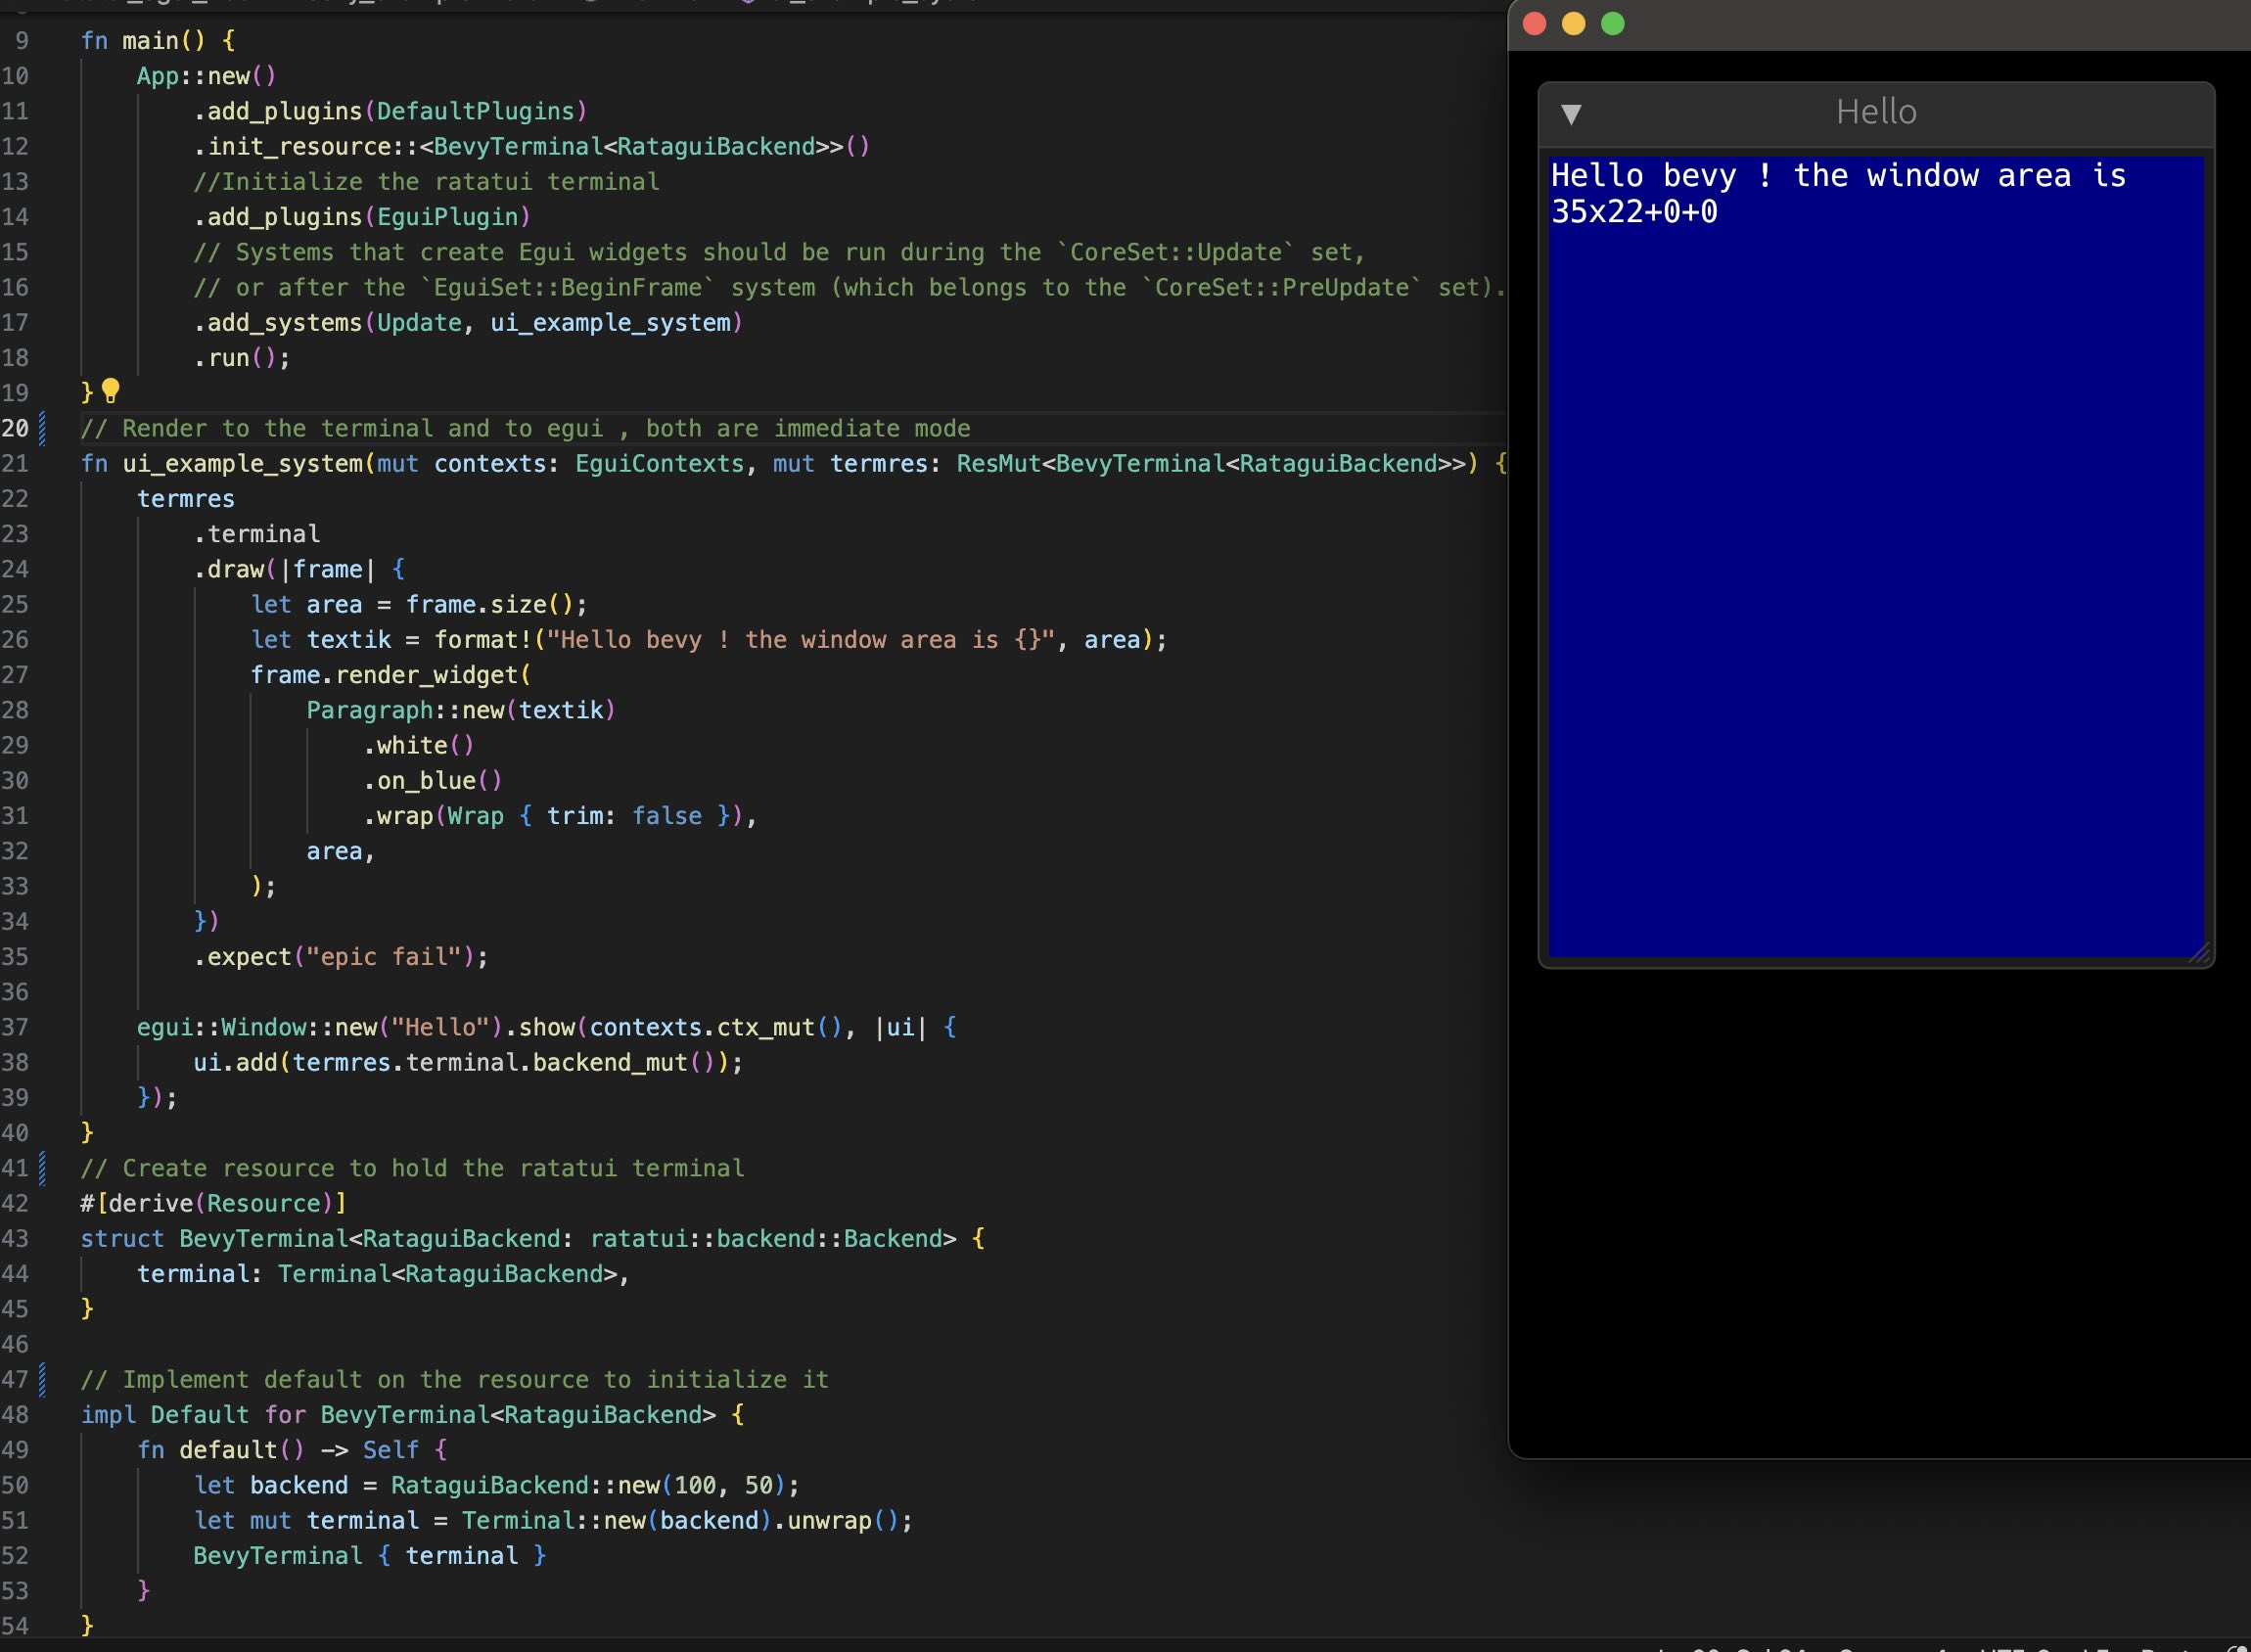 9 fn main() {
10 App::new()
11 .add_plugins(DefaultPlugins)
12 .init_resource::<BevyTerminal<RataguiBackend>>()
13 //Initialize the ratatui terminal
14 .add_plugins(EguiPlugin)
15 // Systems that create Egui widgets should be run during the `CoreSet::Update` set,
16 // or after the `EguiSet::BeginFrame` system (which belongs to the `CoreSet::PreUpdate` set).
17 .add_systems(Update, ui_example_system)
18 .run();
19 }
20 // Render to the terminal and to egui , both are immediate mode
21 fn ui_example_system(mut contexts: EguiContexts, mut termres: ResMut<BevyTerminal<RataguiBackend>>) {
22 termres
23 .terminal
24 .draw(|frame| {
25 let area = frame.size();
26 let textik = format!("Hello bevy ! the window area is {}", area);
27 frame.render_widget(
28 Paragraph::new(textik)
29 .white()
30 .on_blue()
31 .wrap(Wrap { trim: false }),
32 area,
33 );
34 })
35 .expect("epic fail");
36
37 egui::Window::new("Hello").show(contexts.ctx_mut(), |ui| {
38 ui.add(termres.terminal.backend_mut());
39 });
40 }
41 // Create resource to hold the ratatui terminal
42 #[derive(Resource)]
43 struct BevyTerminal<RataguiBackend: ratatui::backend::Backend> {
44 terminal: Terminal<RataguiBackend>,
45 }
46
47 // Implement default on the resource to initialize it
48 impl Default for BevyTerminal<RataguiBackend> {
49 fn default() -> Self {
50 let backend = RataguiBackend::new(100, 50);
51 let mut terminal = Terminal::new(backend).unwrap();
52 BevyTerminal { terminal }
53 }
54 }
Hello
Hello bevy ! the window area is
35x22+0+0